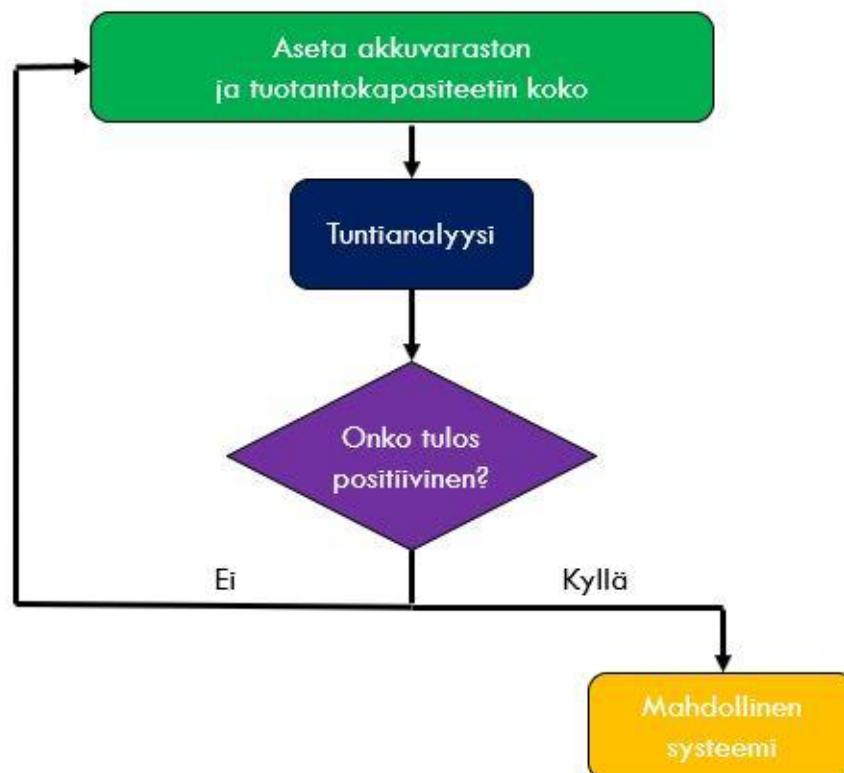 Aseta akkuvaraston
ja tuotantokapasiteetin koko
Tuntianalyysi
Onko tulos
positiivinen?
Ei
Kyllä
Mahdollinen
systeemi